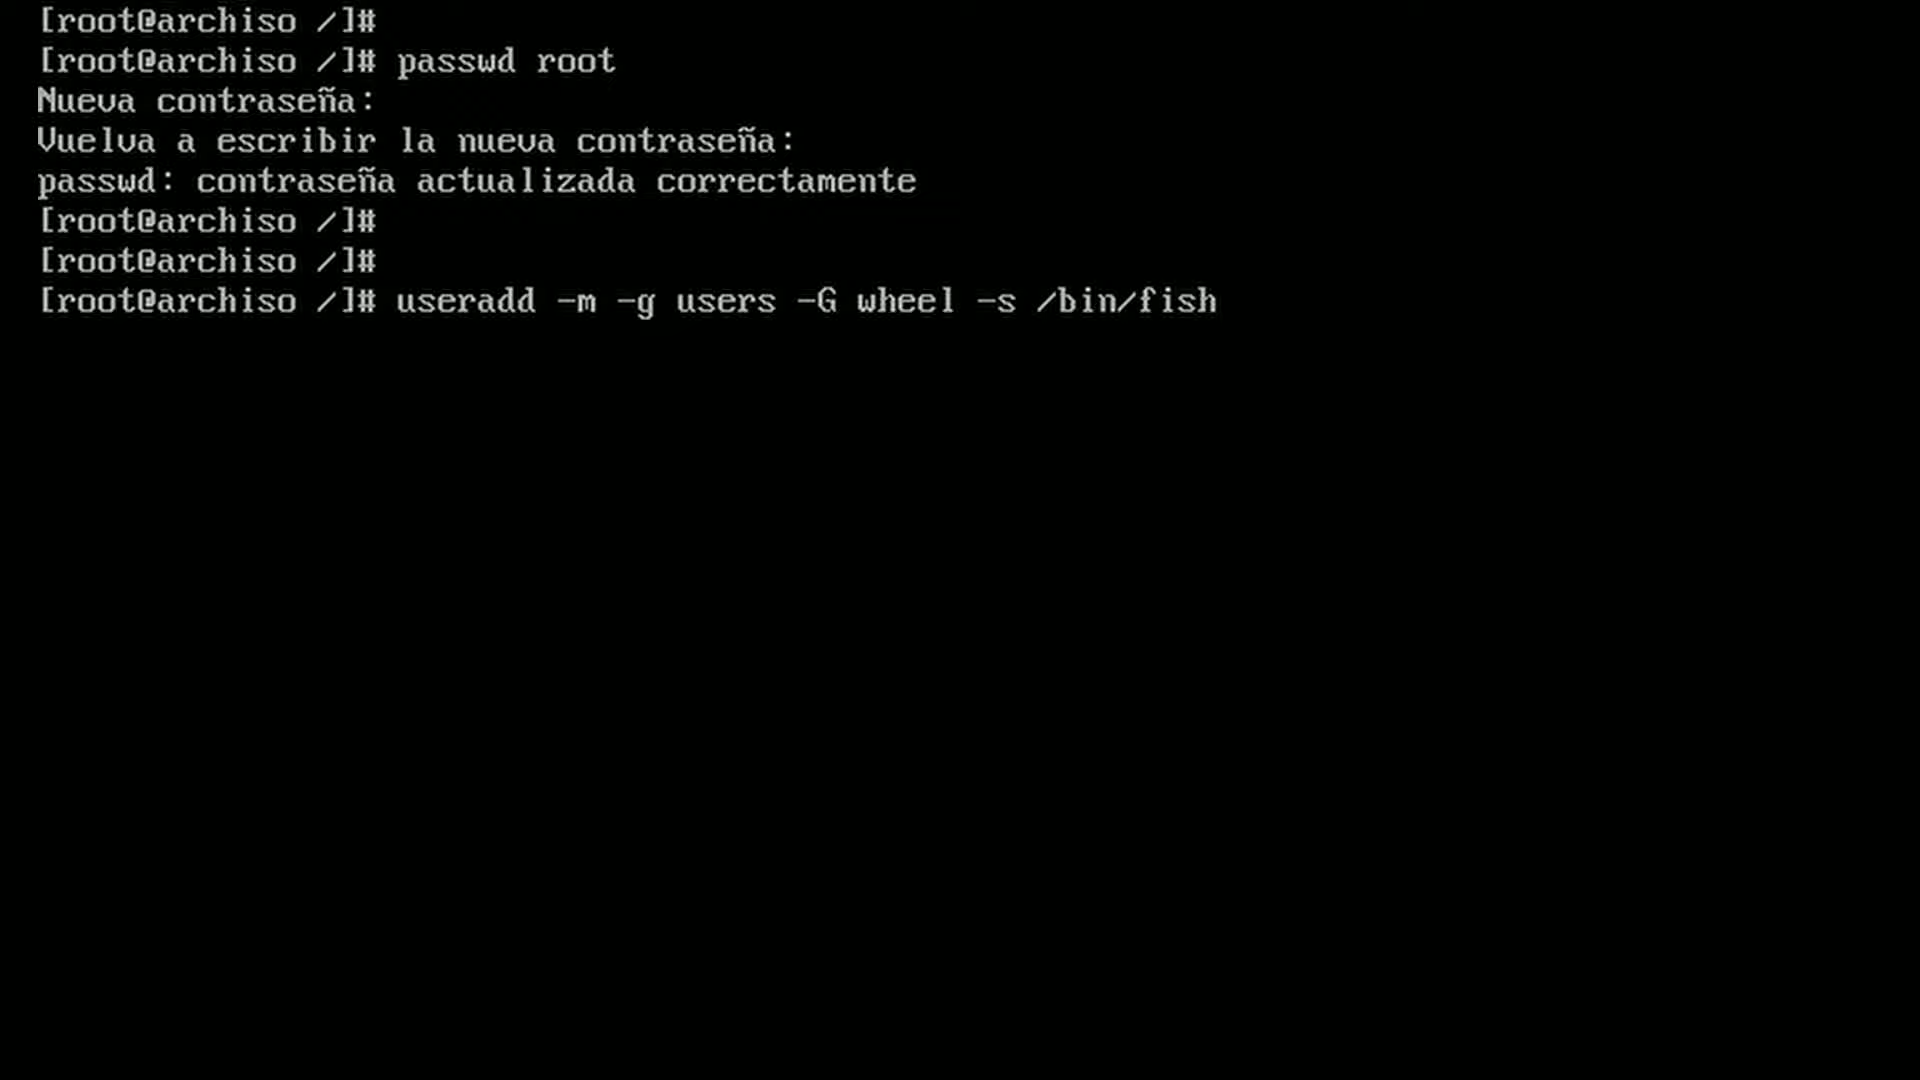 [root@archiso /]#
[root@archiso /]# passwd root
Nueva contraseña:
Vuelva a escribir la nueva contraseña:
passwd: contraseña actualizada correctamente
[root@archiso /]#
[root@archiso /]#
[root@archiso /]# useradd -m -g users -G wheel -s /bin/fish